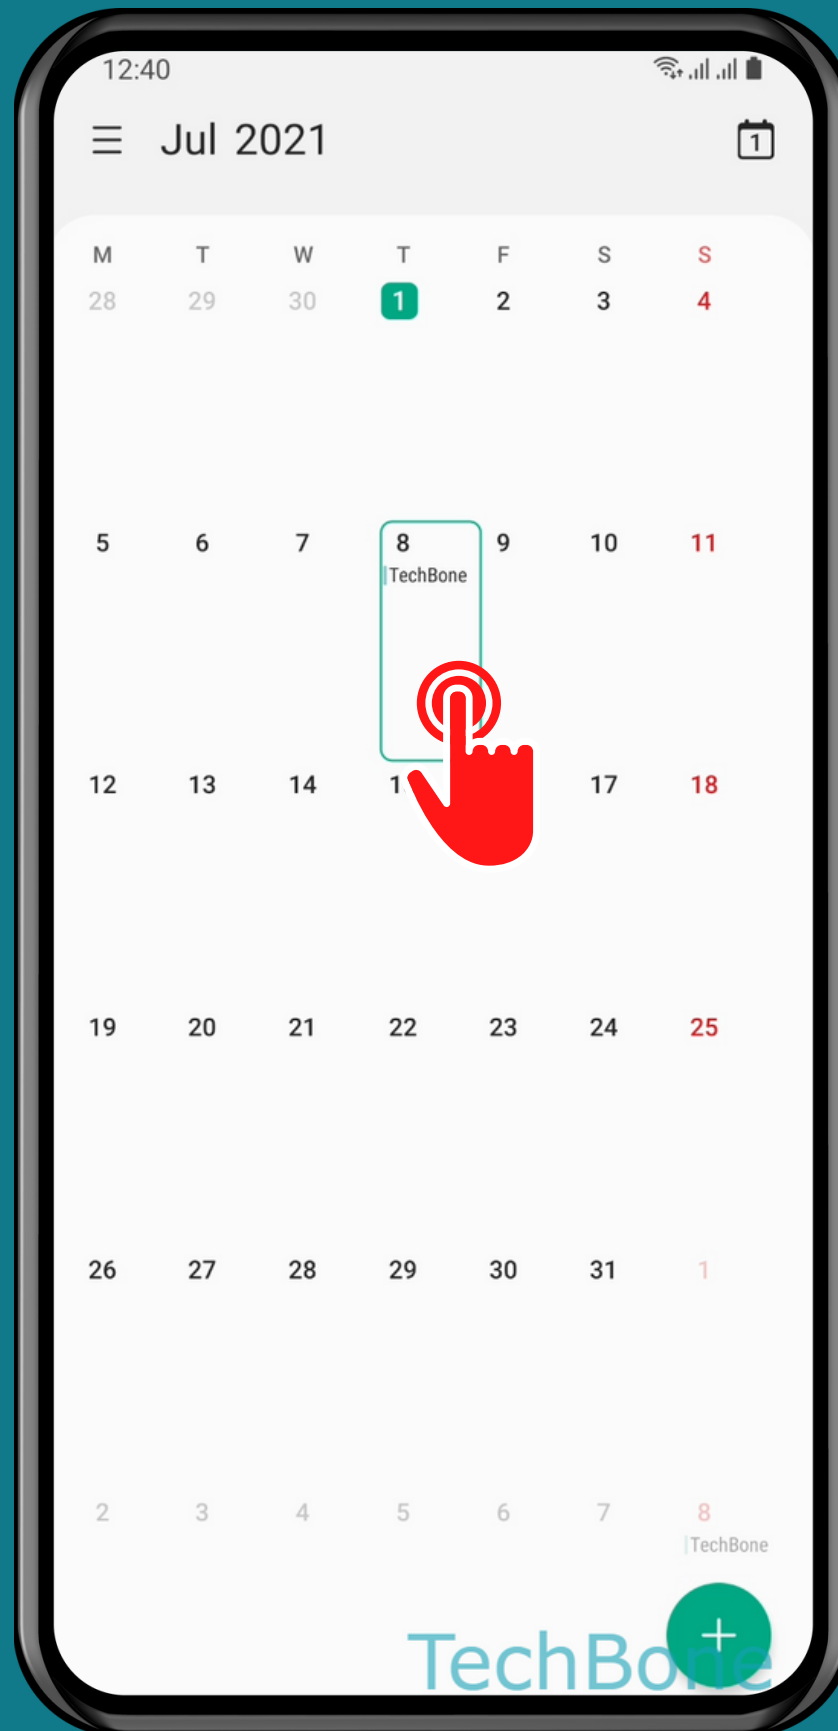 12:40
Jul 2021
1
M T W T F S S
28 29 30 1 2 3 4
5 6 7 8 9 10 11
TechBone
12 13 14 17 18
19 20 21 22 23 24 25
26 27 28 29 30 31 1
2 3 4 5 6 7 8
TechBone
+
TechBone